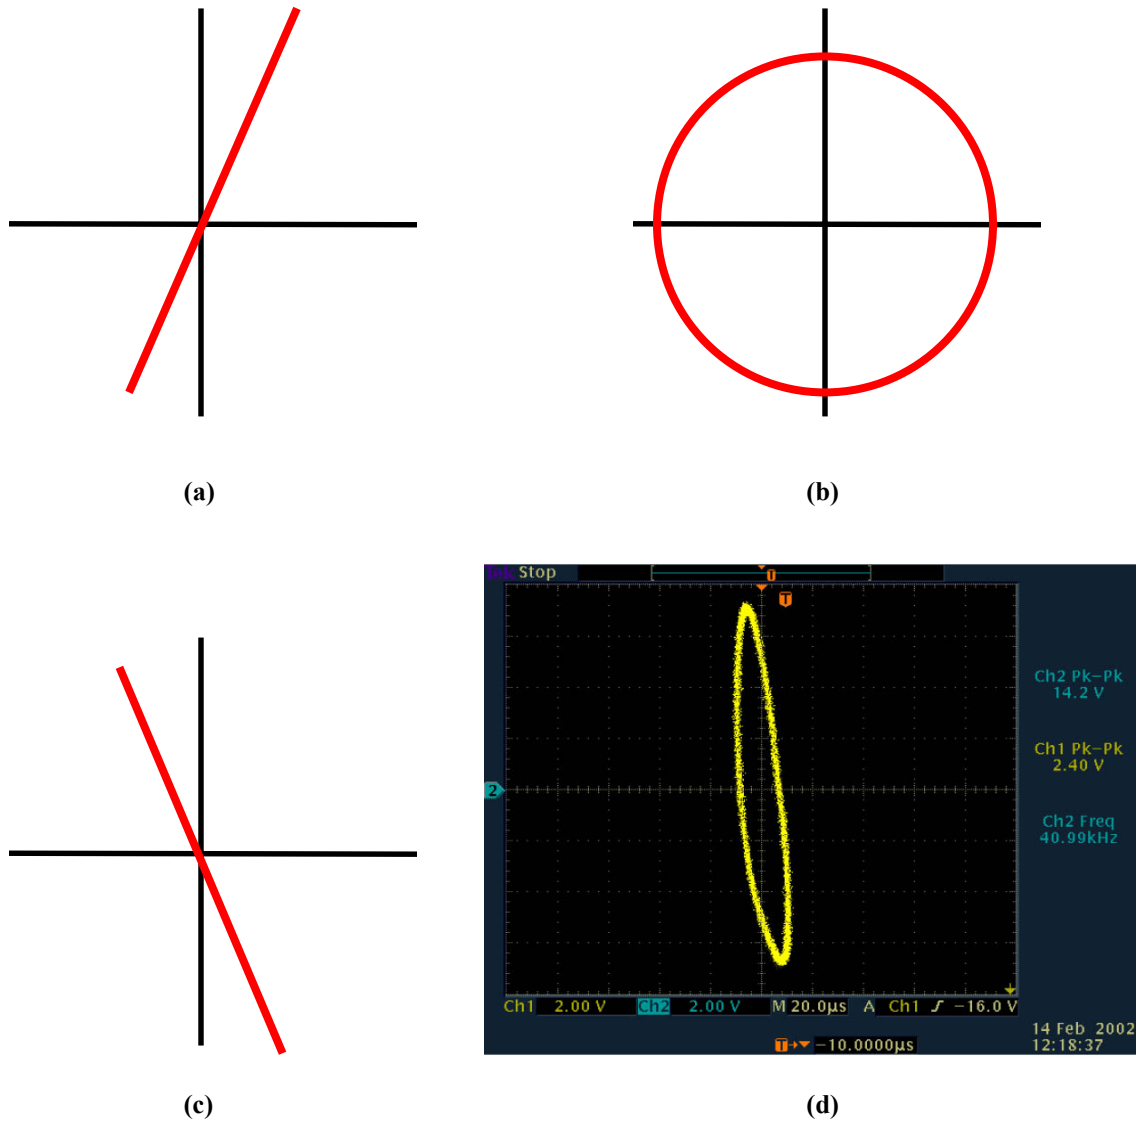 (a)
(b)
Tek Stop
T
T
Ch2 Pk-Pk
14.2 V
Ch1 Pk-Pk
2.40 V
2
Ch2 Freq
40.99kHz
Ch1 2.00 V Ch2 2.00 V M 20.0µs A Ch1 -16.0 V
T -10.0000µs
14 Feb 2002
12:18:37
(c)
(d)